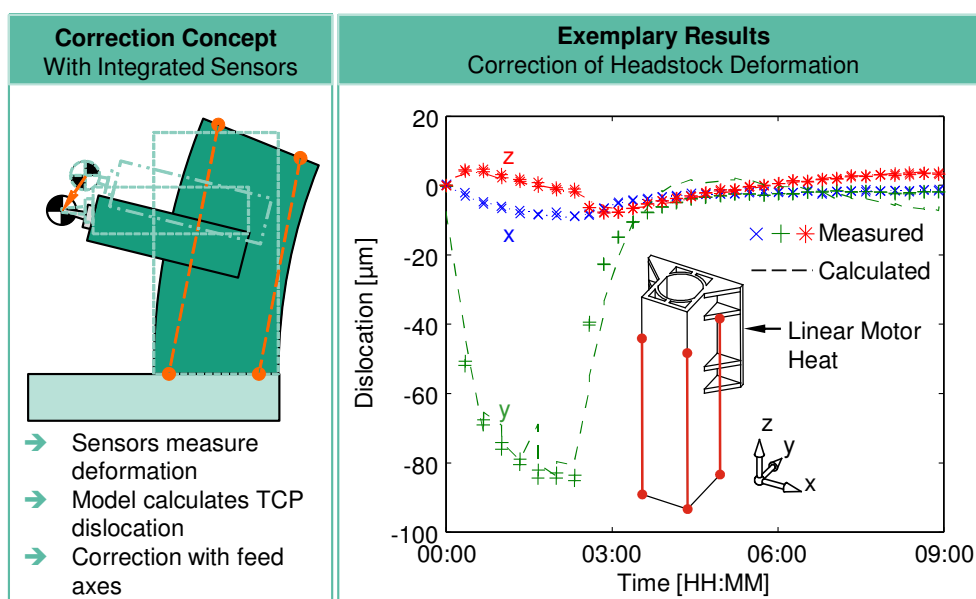 Correction Concept
With Integrated Sensors
→ Sensors measure
deformation
→ Model calculates TCP
dislocation
→ Correction with feed
axes
Exemplary Results
Correction of Headstock Deformation
Dislocation [µm]
20
0
-20
-40
-60
-80
-100
z
x
y
Measured
Calculated
Linear Motor
Heat
z
y
x
00:00 03:00 06:00 09:00
Time [HH:MM]